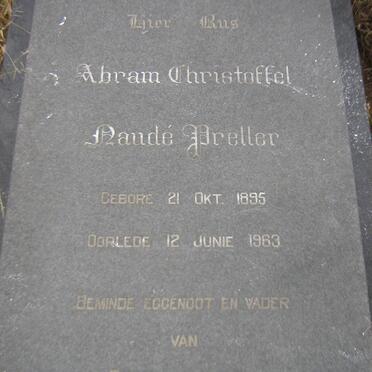 Hier Rus
Abram Christoffel
Naudé Preller
GEBORE 21 OKT. 1895
OORLEDE 12 JUNIE 1963
BEMINDE EGGENOOT EN VADER
VAN